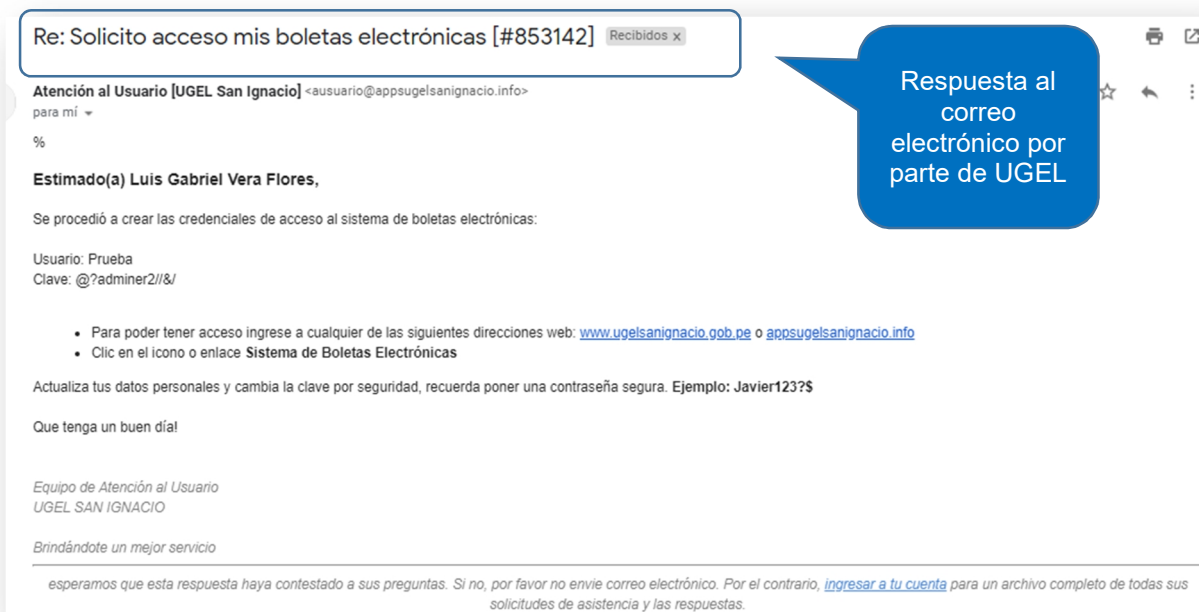 Re: Solicito acceso mis boletas electrónicas [#853142] Recibidos x
Atención al Usuario [UGEL San Ignacio] <ausuario@appsugelsanignacio.info>
para mí
%
Estimado(a) Luis Gabriel Vera Flores,
Se procedió a crear las credenciales de acceso al sistema de boletas electrónicas:
Usuario: Prueba
Clave: @?adminer2//&/
• Para poder tener acceso ingrese a cualquier de las siguientes direcciones web: www.ugelsanignacio.gob.pe o appsugelsanignacio.info
• Clic en el icono o enlace Sistema de Boletas Electrónicas
Actualiza tus datos personales y cambia la clave por seguridad, recuerda poner una contraseña segura. Ejemplo: Javier123?$
Que tenga un buen día!
Equipo de Atención al Usuario
UGEL SAN IGNACIO
Brindándote un mejor servicio
esperamos que esta respuesta haya contestado a sus preguntas. Si no, por favor no envie correo electrónico. Por el contrario, ingresar a tu cuenta para un archivo completo de todas sus
solicitudes de asistencia y las respuestas.
Respuesta al
correo
electrónico por
parte de UGEL